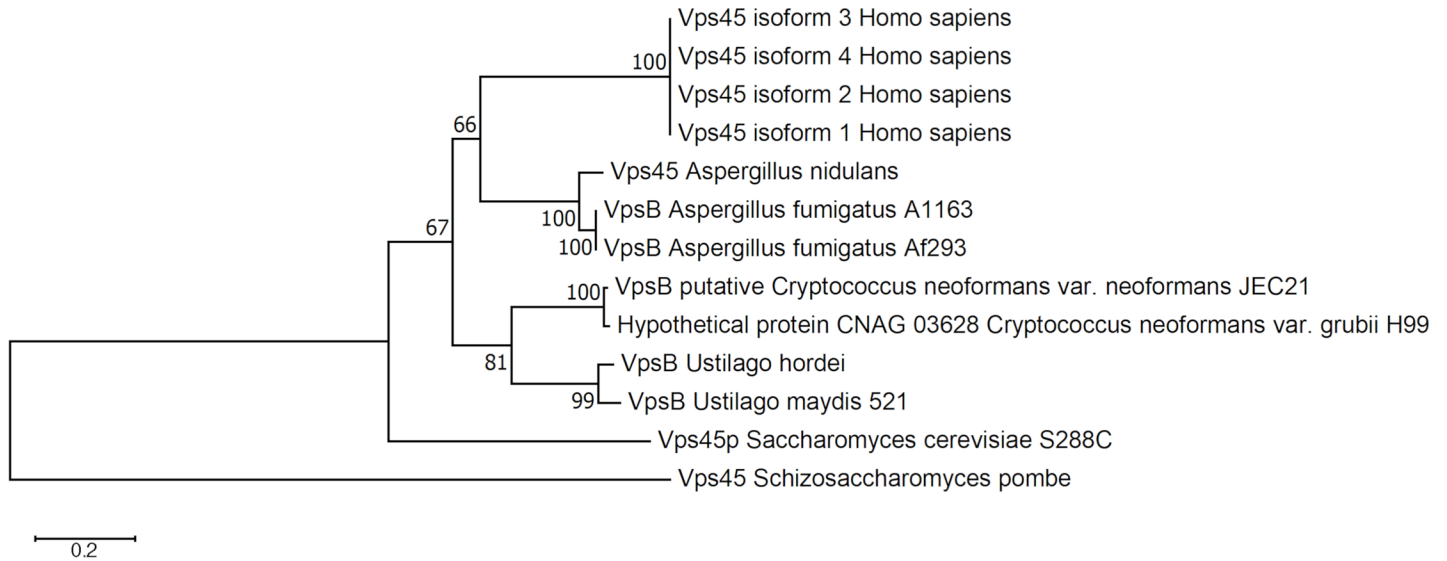 Vps45 isoform 3 Homo sapiens
Vps45 isoform 4 Homo sapiens
100
Vps45 isoform 2 Homo sapiens
66
Vps45 isoform 1 Homo sapiens
Vps45 Aspergillus nidulans
VpsB Aspergillus fumigatus A1163
100
67
VpsB Aspergillus fumigatus Af293
100
VpsB putative Cryptococcus neoformans var. neoformans JEC21
100
Hypothetical protein CNAG 03628 Cryptococcus neoformans var. grubii H99
VpsB Ustilago hordei
81
VpsB Ustilago maydis 521
99
Vps45p Saccharomyces cerevisiae S288C
Vps45 Schizosaccharomyces pombe
0.2